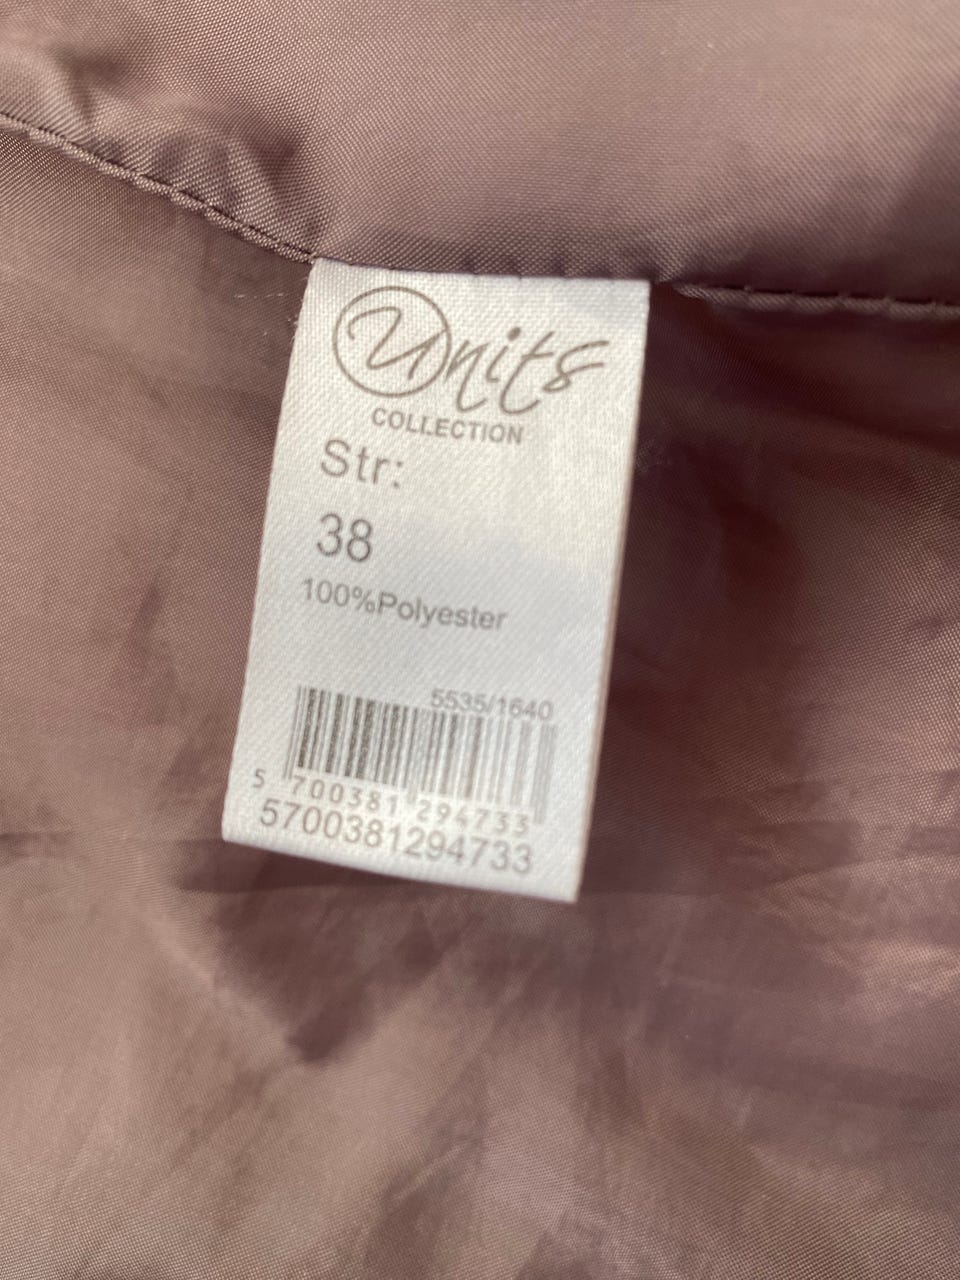 Units
COLLECTION
Str:
38
100%Polyester
5535/1640
5 700381 294733
5700381294733